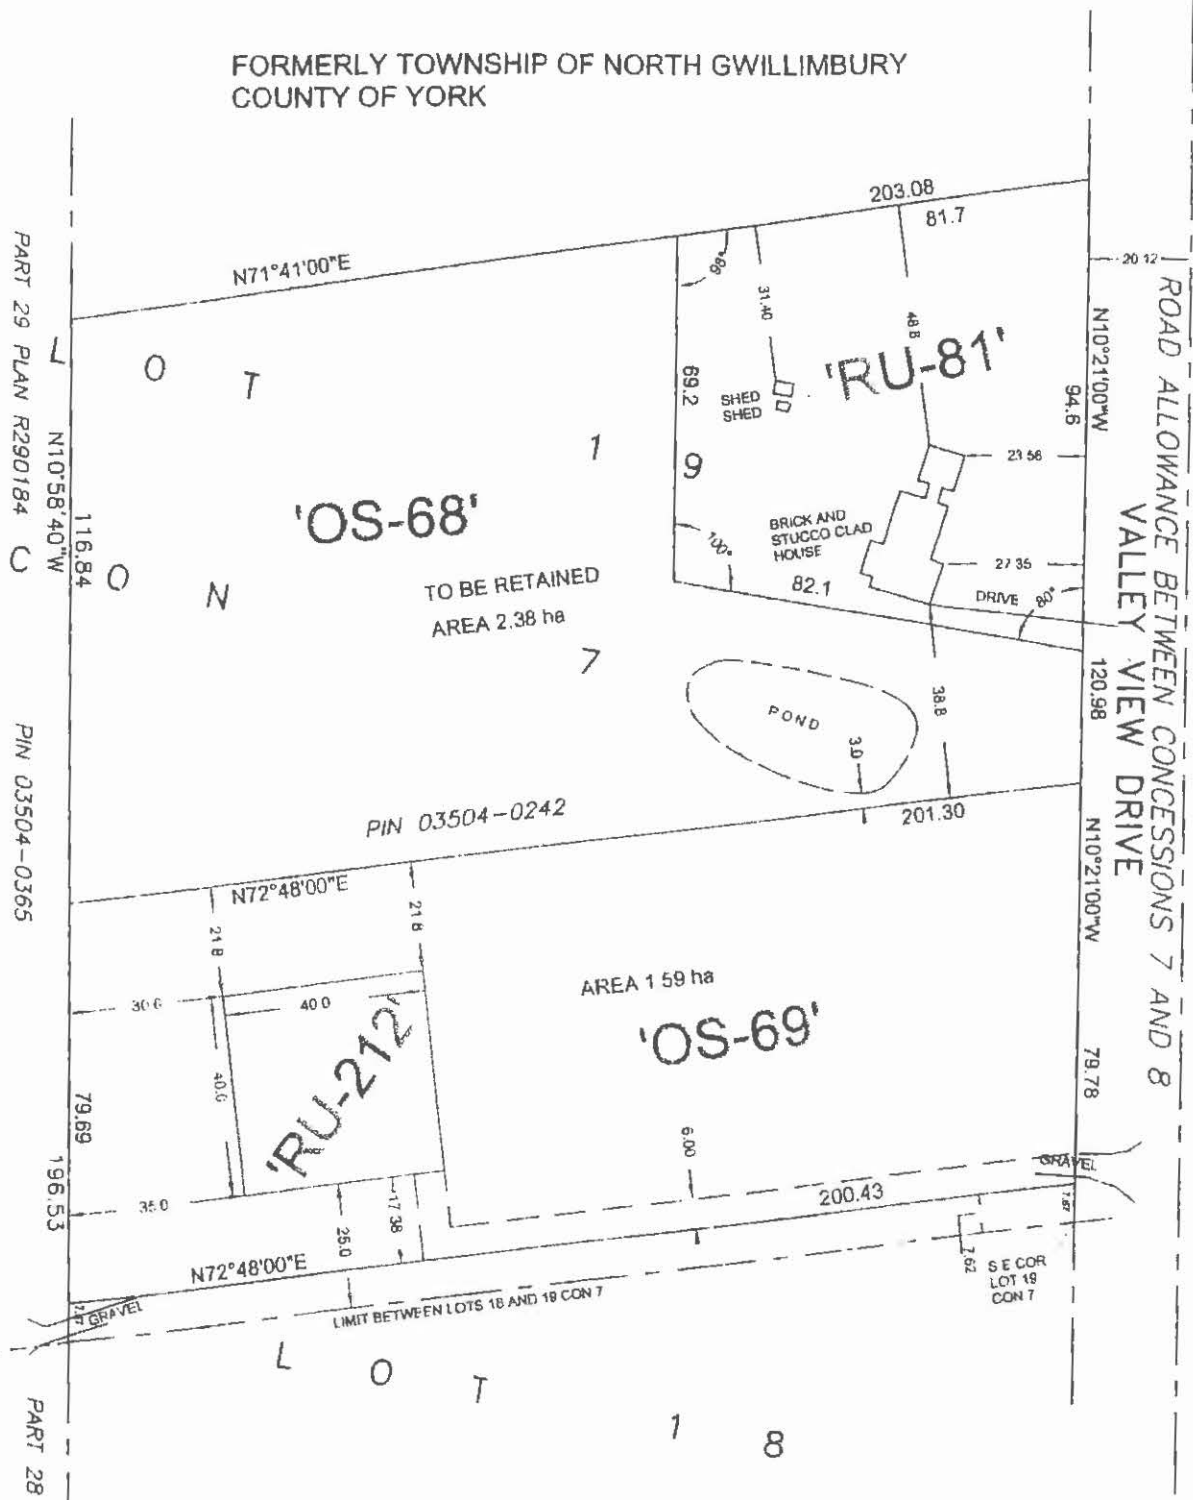 FORMERLY TOWNSHIP OF NORTH GWILLIMBURY
COUNTY OF YORK
203.08
81.7
N71°41'00"E
98°
31.40
48.8
20 12
'RU-81'
SHED
SHED
69.2
N10°21'00"W
94.6
23 56
BRICK AND
STUCCO CLAD
HOUSE
100°
82.1
27 35
DRIVE
80°
ROAD ALLOWANCE BETWEEN CONCESSIONS 7 AND 8
VALLEY VIEW DRIVE
120.98
PART 29 PLAN R290184
PIN 03504-0365
L O T 1 9
C O N 7
N10°58'40"W
116.84
'OS-68'
TO BE RETAINED
AREA 2.38 ha
POND
3.0
38.8
PIN 03504-0242
201.30
N72°48'00"E
21 8
21 8
N10°21'00"W
AREA 1 59 ha
'OS-69'
40 0
'RU-212'
79.78
79.69
196.53
35 0
25.0
17 38
6.00
200.43
GRAVEL
N72°48'00"E
7.62
S E COR
LOT 19
CON 7
GRAVEL
LIMIT BETWEEN LOTS 18 AND 19 CON 7
L O T 1 8
PART 28